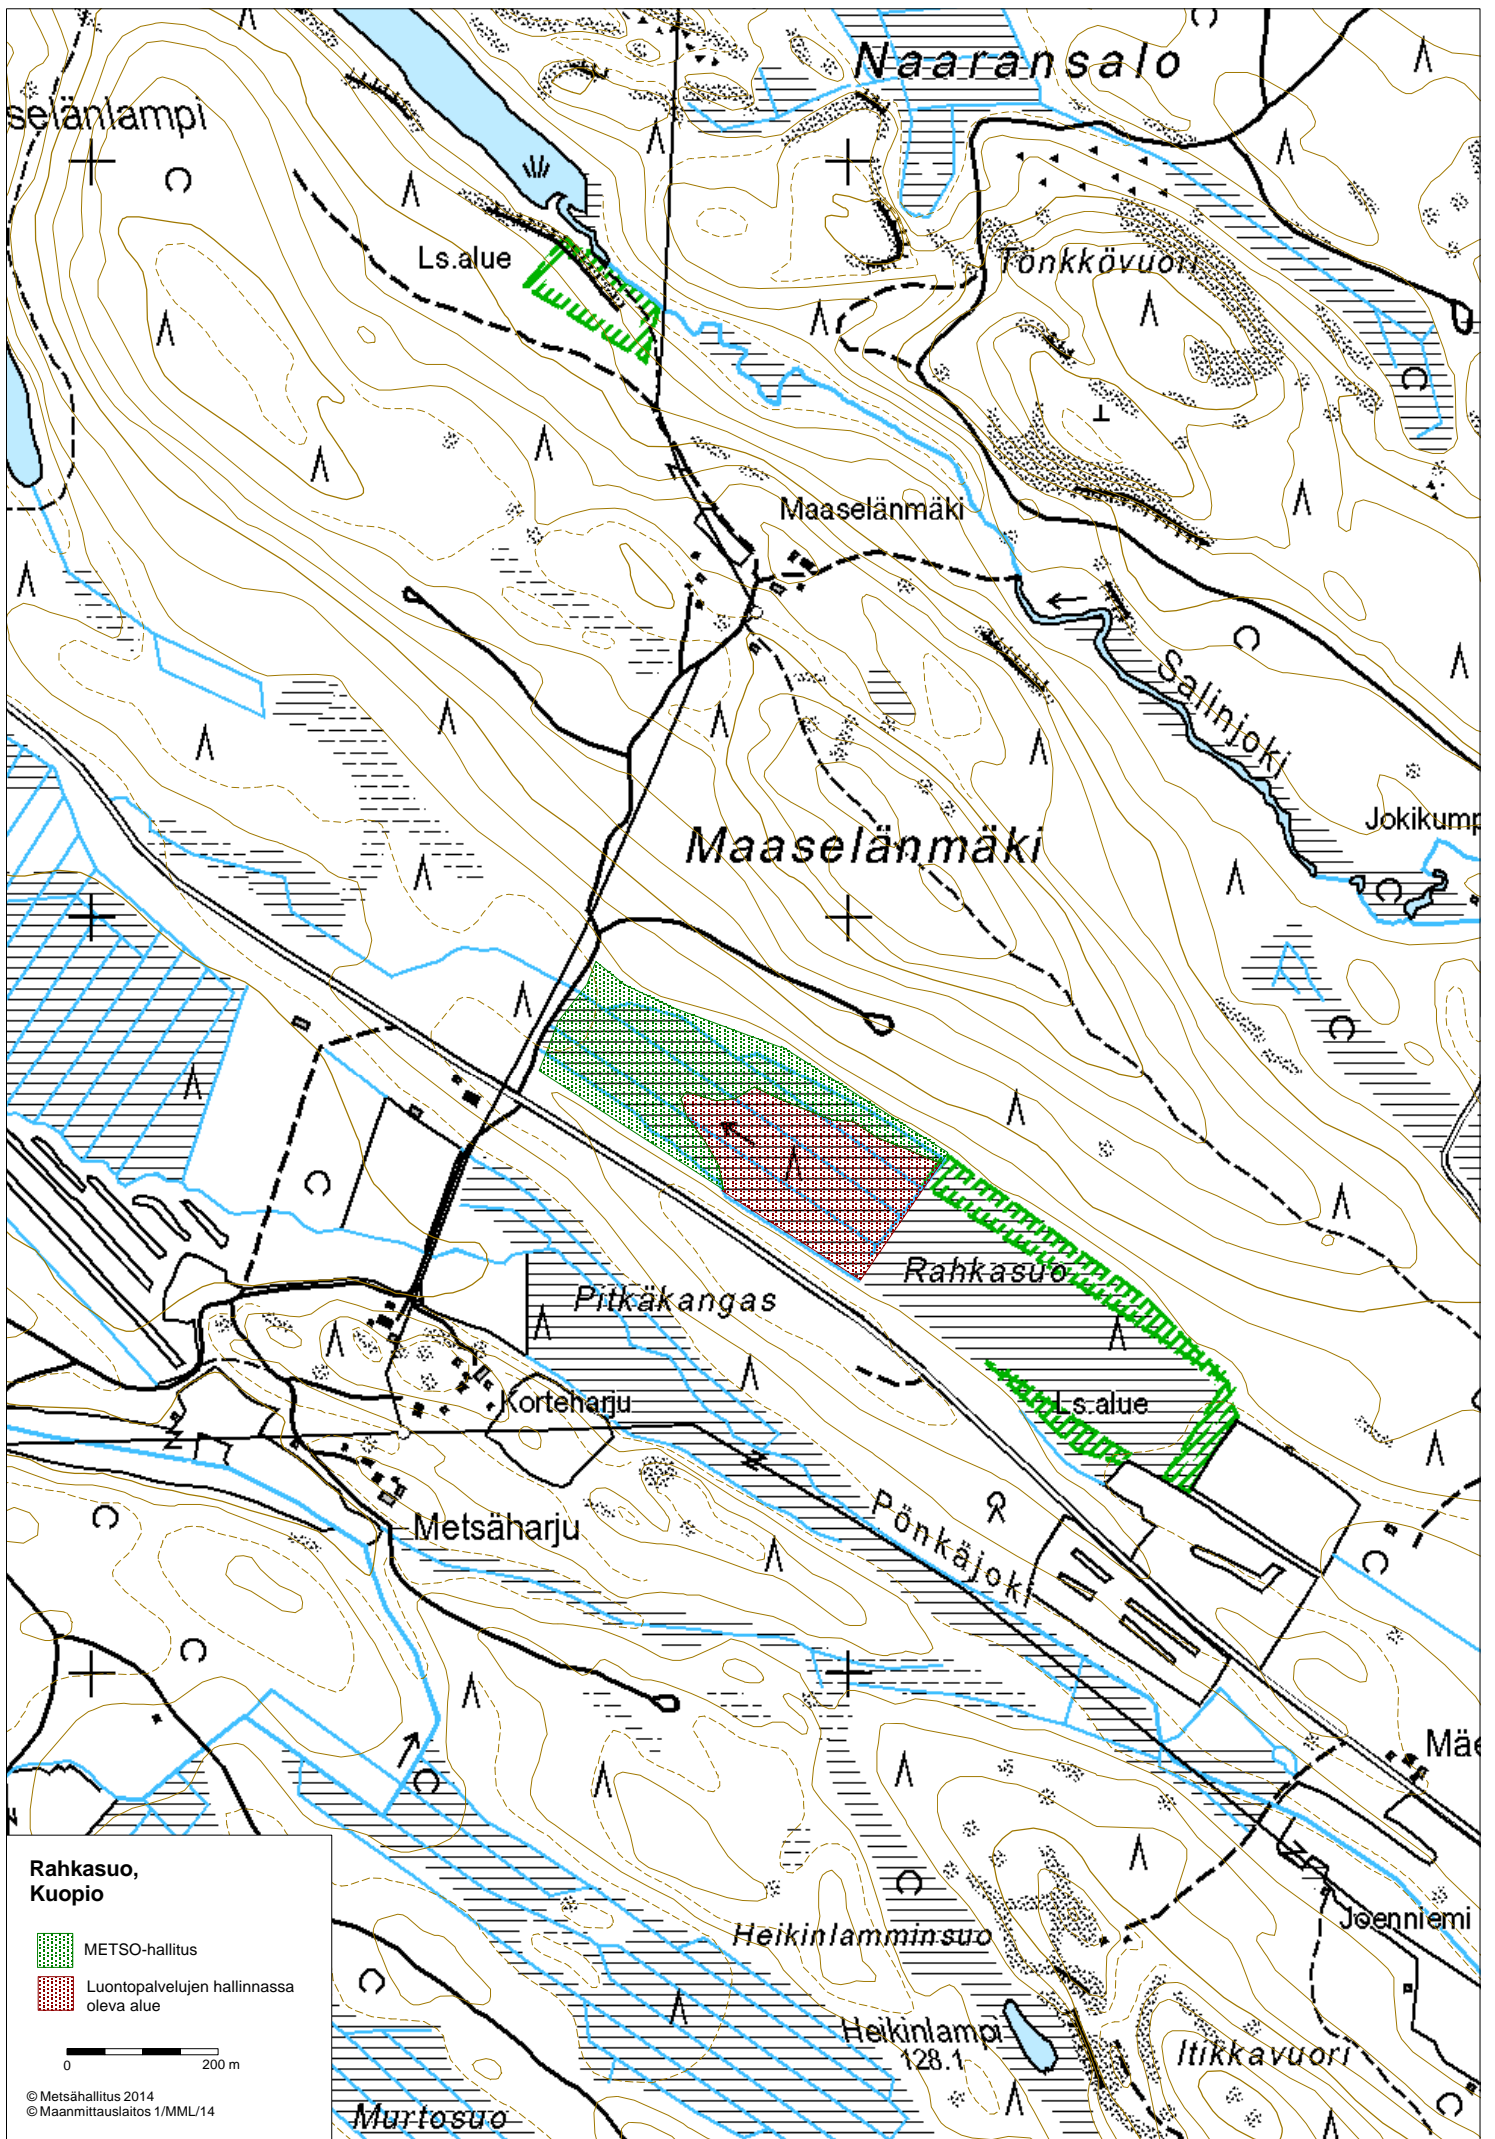 Naaransalo
selänlampi
Ls.alue
Tönkkövuori
Maaselänmäki
Salinjoki
Jokikump
Maaselänmäki
Rahkasuo
Pitkäkangas
Korteharju
Ls.alue
Metsäharju
Pönkäjoki
Mäe
Rahkasuo,
Kuopio
METSO-hallitus
Luontopalvelujen hallinnassa
oleva alue
0 200 m
© Metsähallitus 2014
© Maanmittauslaitos 1/MML/14
Heikinlamminsuo
Joenniemi
Heikinlampi
128.1
Itikkavuori
Murtosuo